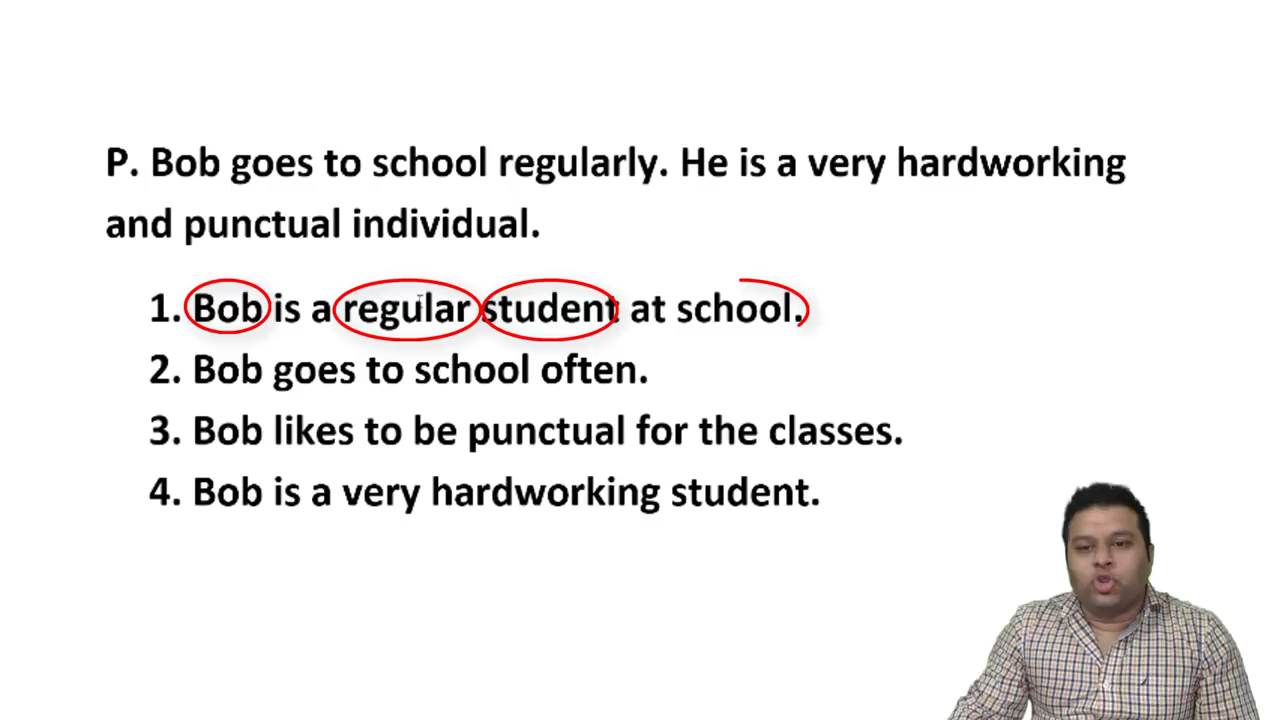 P. Bob goes to school regularly. He is a very hardworking
and punctual individual.
1. Bob is a regular student at school.
2. Bob goes to school often.
3. Bob likes to be punctual for the classes.
4. Bob is a very hardworking student.